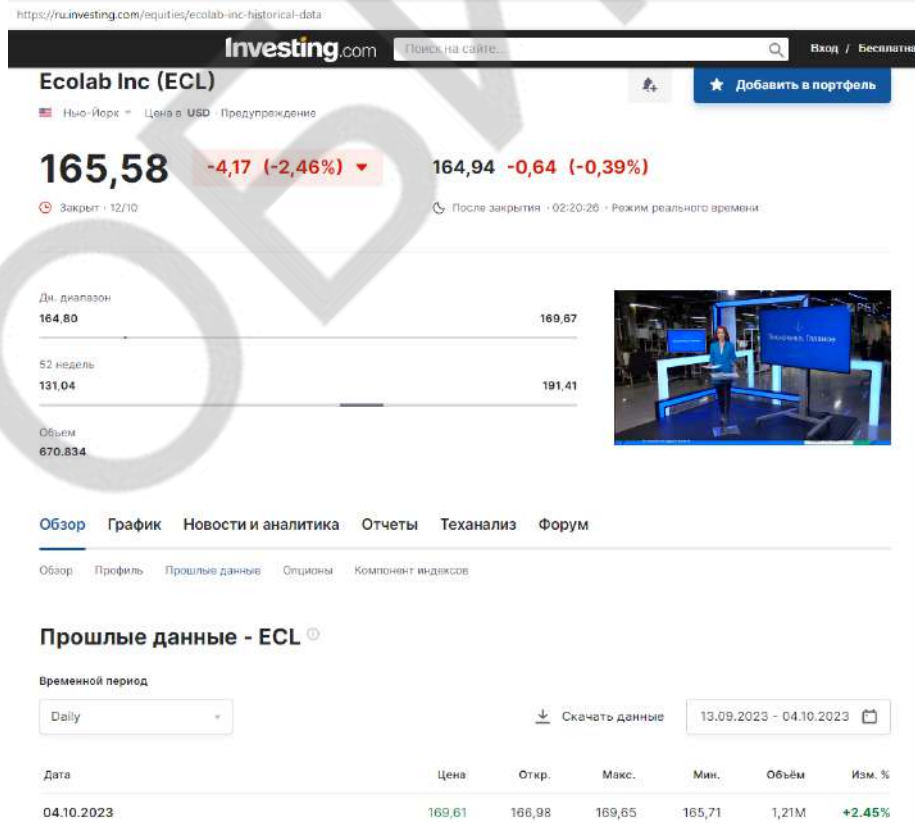 https://ru.investing.com/equities/ecolab-inc-historical-data
Investing.com Поиск на сайте... Вход / Бесплатна
Ecolab Inc (ECL)
Добавить в портфель
Нью-Йорк Цена в USD · Предупреждение
165,58 -4,17 (-2,46%) 164,94 -0,64 (-0,39%)
Закрыт · 12/10 После закрытия · 02:20:26 · Режим реального времени
Дн. диапазон
164,80 169,67
52 недель
131,04 191,41
Объем
670.834
РБК
Главное
Обзор График Новости и аналитика Отчеты Теханализ Форум
Обзор Профиль Прошлые данные Опционы Компонент индексов
Прошлые данные - ECL
Временной период
Daily Скачать данные 13.09.2023 - 04.10.2023
Дата Цена Откр. Макс. Мин. Объём Изм. %
04.10.2023 169,61 166,98 169,65 165,71 1,21M +2.45%